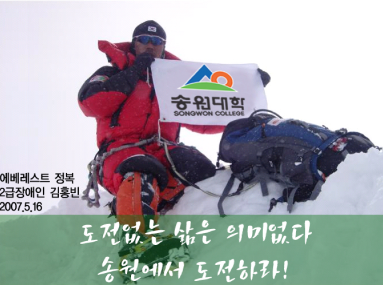 송원대학
SONGWON COLLEGE
에베레스트 정복
2급장애인 김홍빈
2007.5.16
도전없는 삶은 의미없다
송원에서 도전하라!